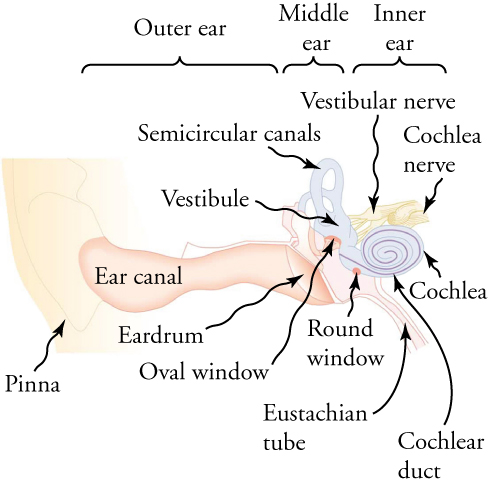 Outer ear
Middle
ear
Inner
ear
Vestibular nerve
Semicircular canals
Cochlea
nerve
Vestibule
Ear canal
Cochlea
Eardrum
Round
window
Oval window
Pinna
Eustachian
tube
Cochlear
duct